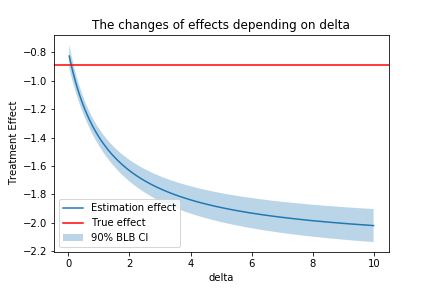 The changes of effects depending on delta
Treatment Effect
−0.8
−1.0
−1.2
−1.4
−1.6
−1.8
−2.0
−2.2
Estimation effect
True effect
90% BLB CI
0
2
4
6
8
10
delta